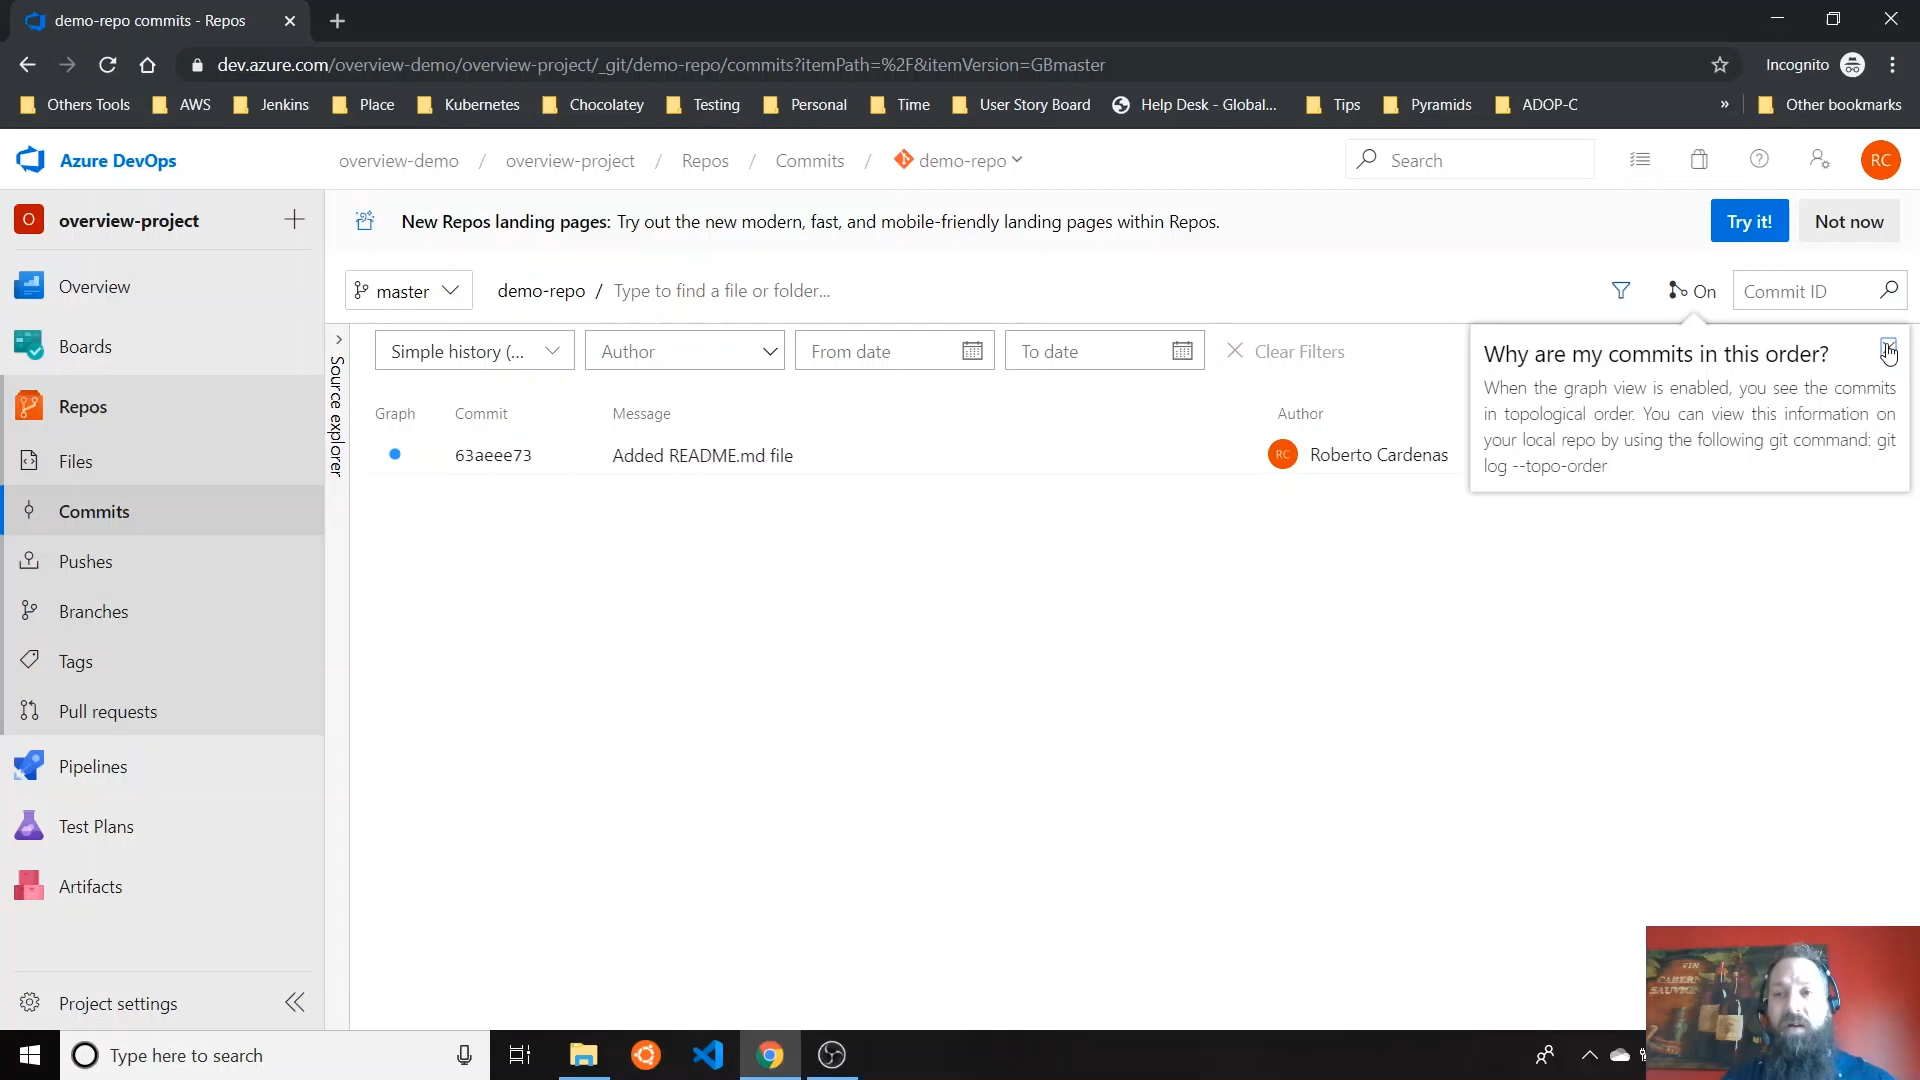 demo-repo commits - Repos
dev.azure.com/overview-demo/overview-project/_git/demo-repo/commits?itemPath=%2F&itemVersion=GBmaster
Incognito
Others Tools
AWS
Jenkins
Place
Kubernetes
Chocolatey
Testing
Personal
Time
User Story Board
Help Desk - Global...
Tips
Pyramids
ADOP-C
»
Other bookmarks
Azure DevOps
overview-demo / overview-project / Repos / Commits / demo-repo
Search
RC
O
overview-project
New Repos landing pages: Try out the new modern, fast, and mobile-friendly landing pages within Repos.
Try it!
Not now
Overview
Boards
Repos
Files
Commits
Pushes
Branches
Tags
Pull requests
Pipelines
Test Plans
Artifacts
Project settings
master
demo-repo / Type to find a file or folder...
On
Commit ID
Source explorer
Simple history (...
Author
From date
To date
Clear Filters
Graph
Commit
Message
Author
63aeee73
Added README.md file
RC
Roberto Cardenas
Why are my commits in this order?
When the graph view is enabled, you see the commits
in topological order. You can view this information on
your local repo by using the following git command: git
log --topo-order
VIN
CABERNET
SAUVIGNON
Type here to search